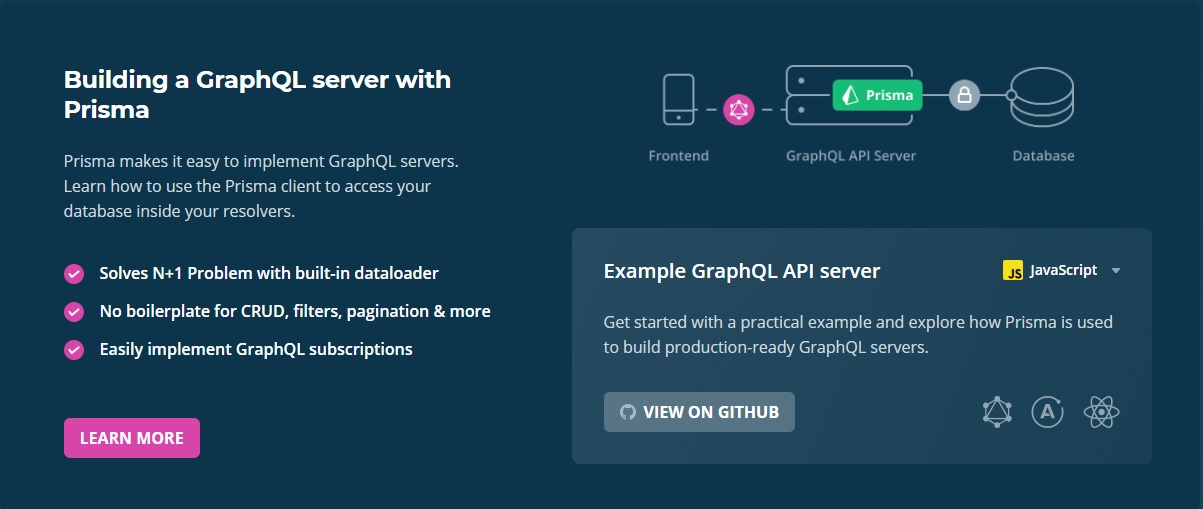 Building a GraphQL server with
Prisma
Prisma makes it easy to implement GraphQL servers.
Learn how to use the Prisma client to access your
database inside your resolvers.
Solves N+1 Problem with built-in dataloader
No boilerplate for CRUD, filters, pagination & more
Easily implement GraphQL subscriptions
LEARN MORE
Prisma
Frontend
GraphQL API Server
Database
Example GraphQL API server
JS JavaScript
Get started with a practical example and explore how Prisma is used
to build production-ready GraphQL servers.
VIEW ON GITHUB
A